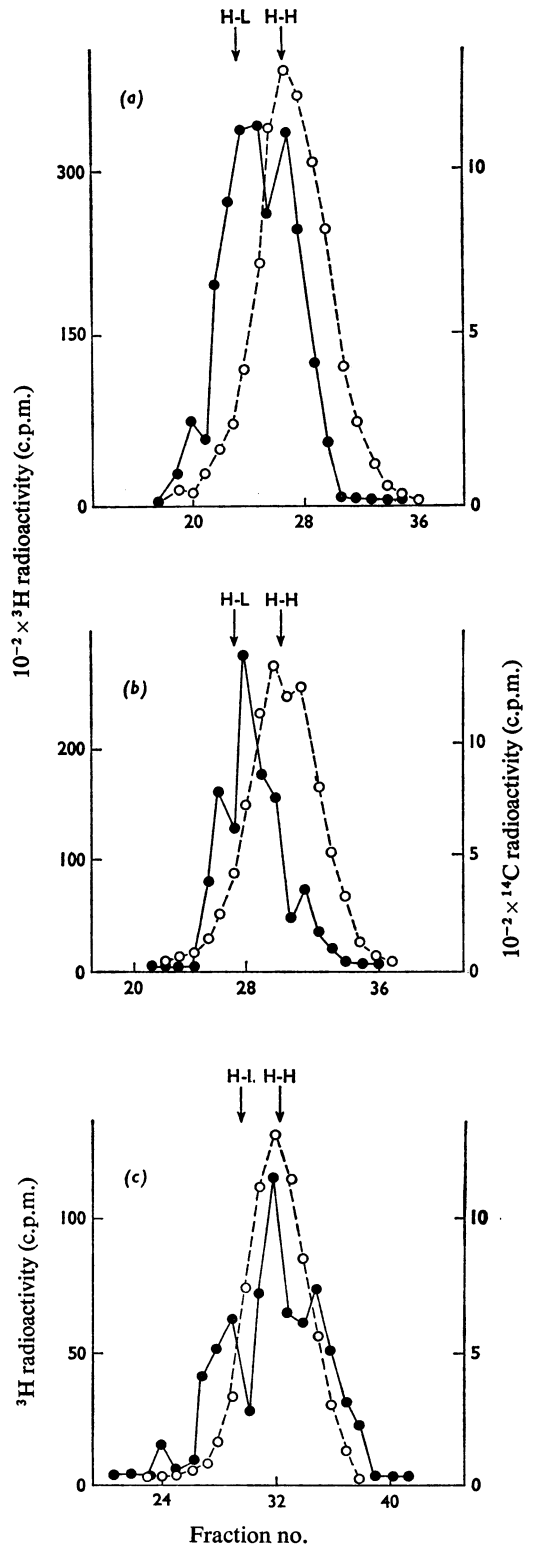 H-L H-H
(a)
300
150
0
10
5
0
20 28 36
10⁻² × ³H radioactivity (c.p.m.)
H-L H-H
(b)
200
100
0
10
5
0
20 28 36
10⁻² × ¹⁴C radioactivity (c.p.m.)
H-I. H-H
(c)
100
50
0
10
5
0
24 32 40
³H radioactivity (c.p.m.)
Fraction no.